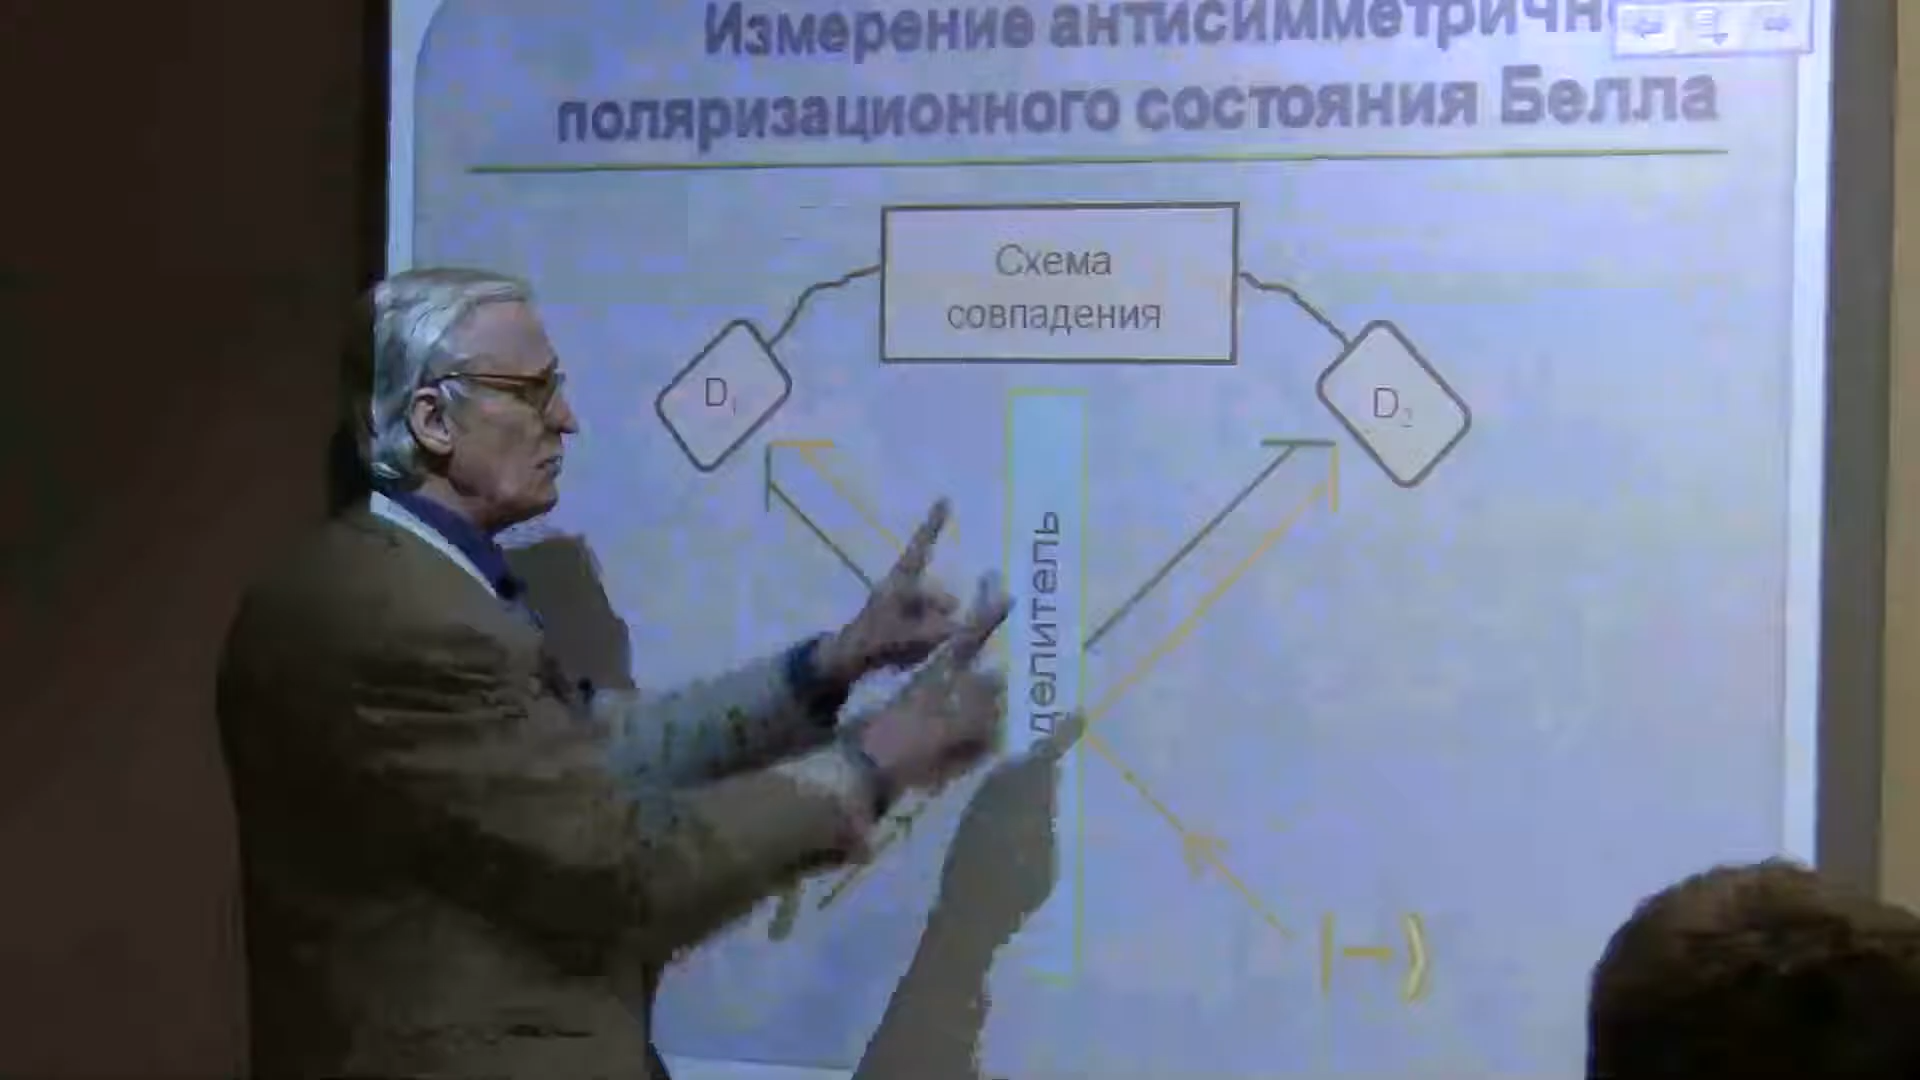 Измерение антисимметричн
поляризационного состояния Белла
Схема
совпадения
D₁
D₂
делитель
|→⟩